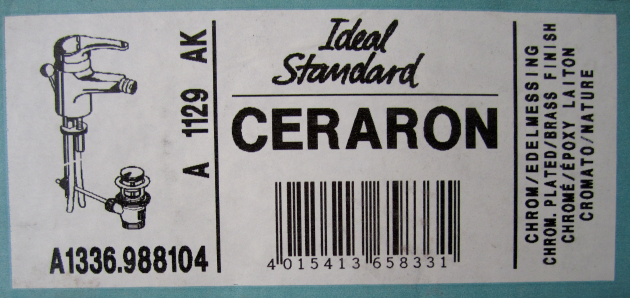 A1336.988104
A 1129 AK
Ideal
Standard
CERARON
4 015413 658331
CHROM/EDELMESSING
CHROM. PLATED/BRASS FINISH
CHROMÉ/ÉPOXY LAITON
CROMATO/NATURE